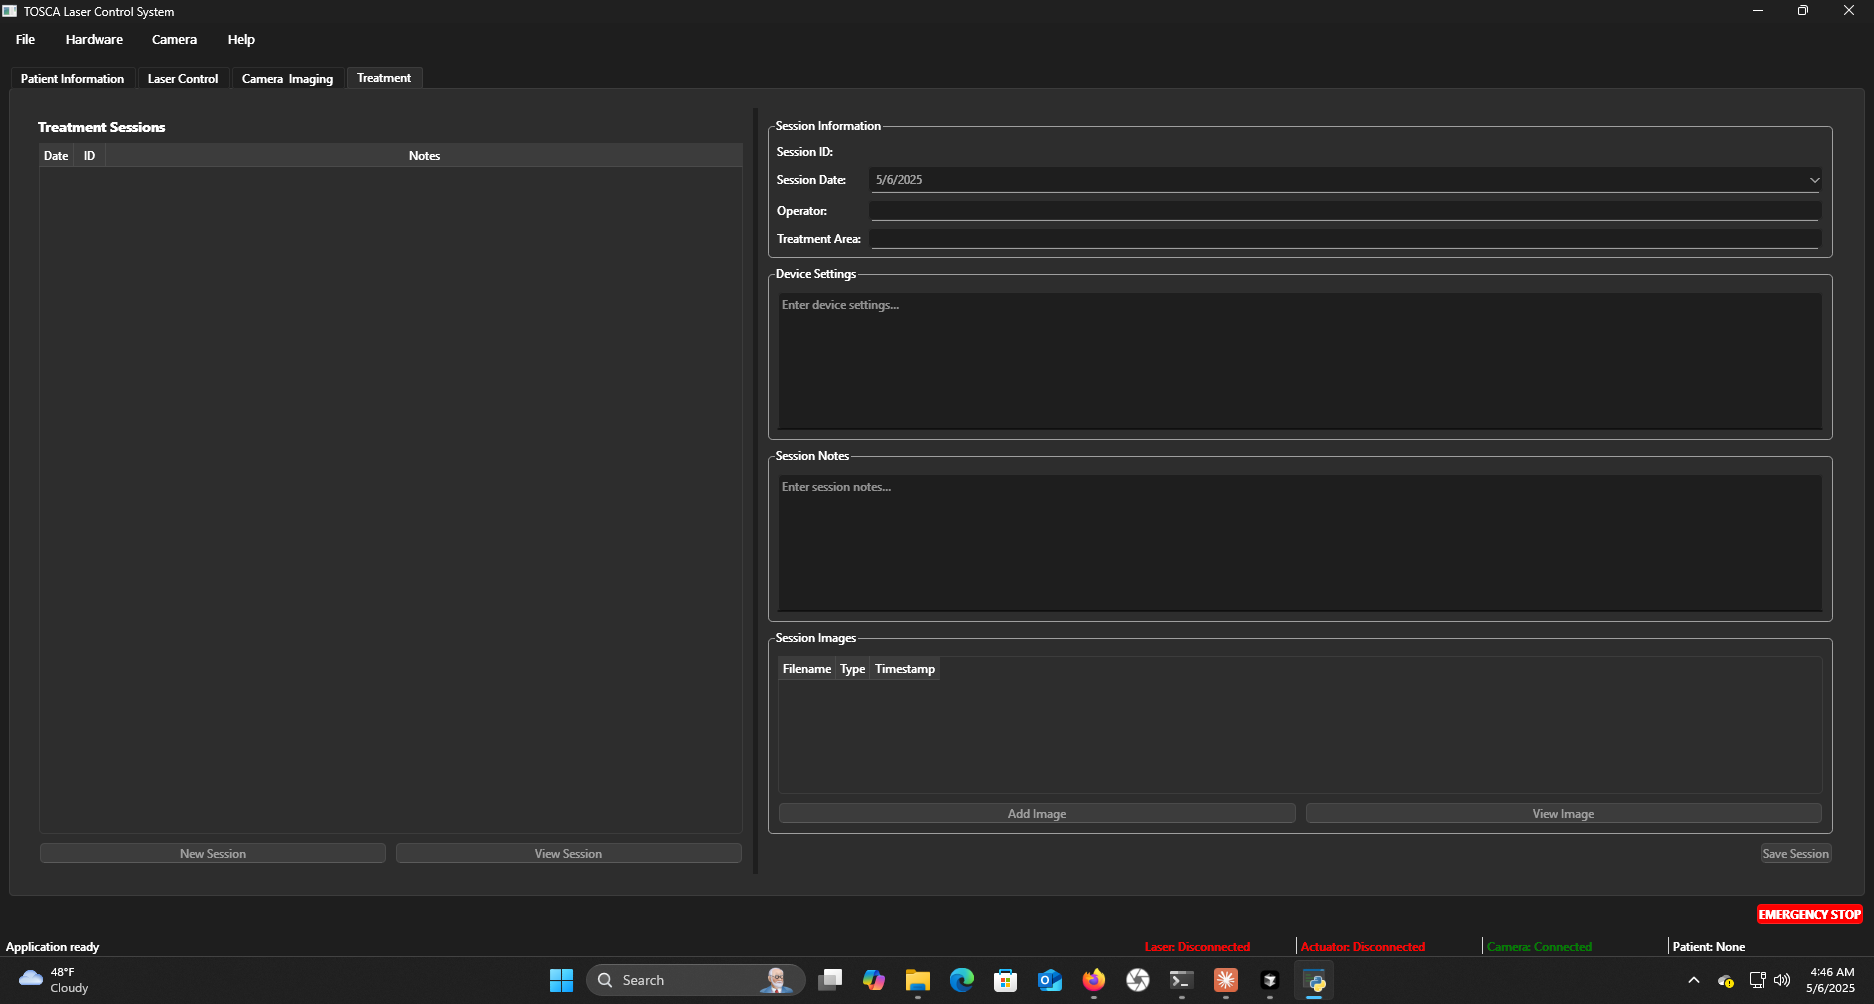 TOSCA Laser Control System
File Hardware Camera Help
Patient Information Laser Control Camera Imaging Treatment
Treatment Sessions
Date ID Notes
New Session View Session
Session Information
Session ID:
Session Date: 5/6/2025
Operator:
Treatment Area:
Device Settings
Enter device settings...
Session Notes
Enter session notes...
Session Images
Filename Type Timestamp
Add Image View Image
Save Session
EMERGENCY STOP
Application ready Laser: Disconnected Actuator: Disconnected Camera: Connected Patient: None
48°F
Cloudy
Search
4:46 AM
5/6/2025